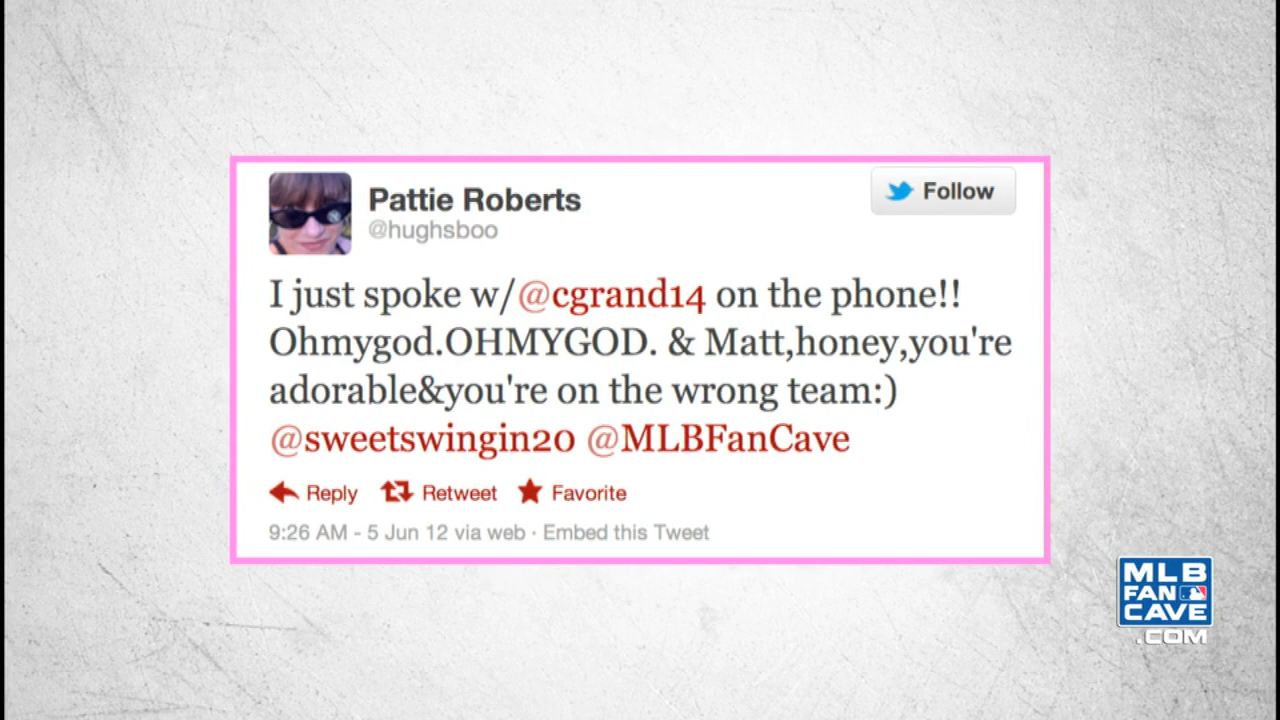 Pattie Roberts
@hughsboo
Follow
I just spoke w/@cgrand14 on the phone!!
Ohmygod.OHMYGOD. & Matt,honey,you're
adorable&you're on the wrong team:)
@sweetswingin20 @MLBFanCave
Reply Retweet Favorite
9:26 AM - 5 Jun 12 via web · Embed this Tweet
MLB
FAN
CAVE
.COM